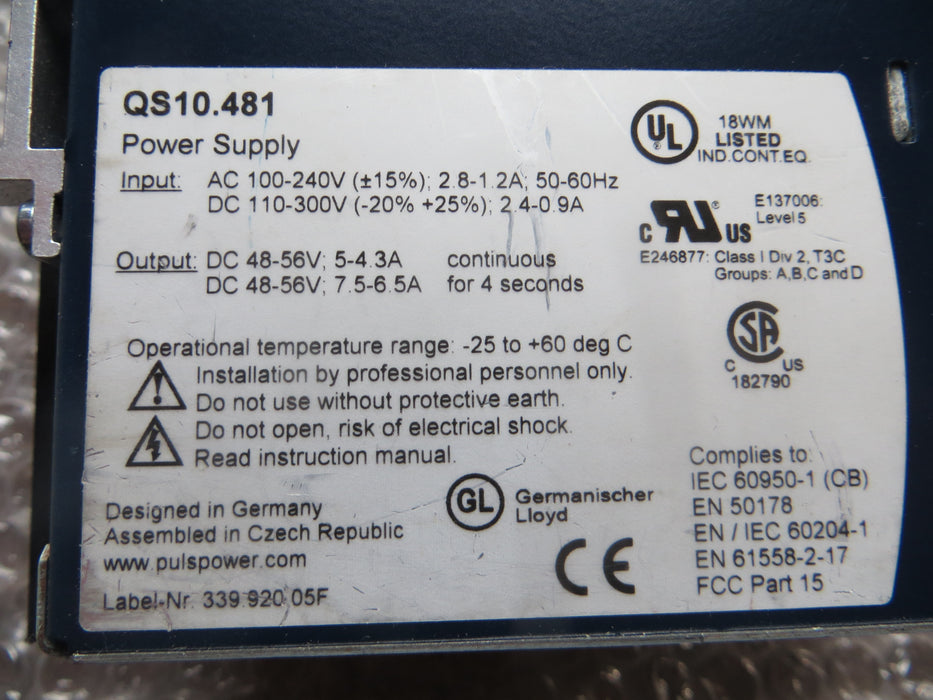 QS10.481
Power Supply
Input: AC 100-240V (±15%); 2.8-1.2A; 50-60Hz
DC 110-300V (-20% +25%); 2.4-0.9A
Output: DC 48-56V; 5-4.3A continuous
DC 48-56V; 7.5-6.5A for 4 seconds
Operational temperature range: -25 to +60 deg C
Installation by professional personnel only.
Do not use without protective earth.
Do not open, risk of electrical shock.
Read instruction manual.
Designed in Germany
Assembled in Czech Republic
www.pulspower.com
Label-Nr. 339.920.05F
GL Germanischer
Lloyd
CE
UL ® 18WM
LISTED
IND.CONT.EQ.
C RU ® US E137006:
Level 5
E246877: Class I Div 2, T3C
Groups: A,B,C and D
SA
C US
182790
Complies to:
IEC 60950-1 (CB)
EN 50178
EN / IEC 60204-1
EN 61558-2-17
FCC Part 15